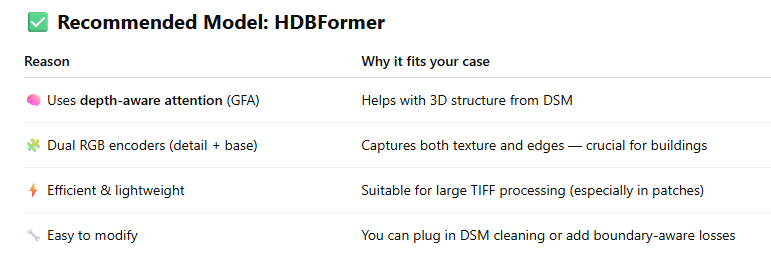 ✅ Recommended Model: HDBFormer
Reason Why it fits your case
🧠 Uses depth-aware attention (GFA) Helps with 3D structure from DSM
🧩 Dual RGB encoders (detail + base) Captures both texture and edges — crucial for buildings
⚡ Efficient & lightweight Suitable for large TIFF processing (especially in patches)
🔧 Easy to modify You can plug in DSM cleaning or add boundary-aware losses